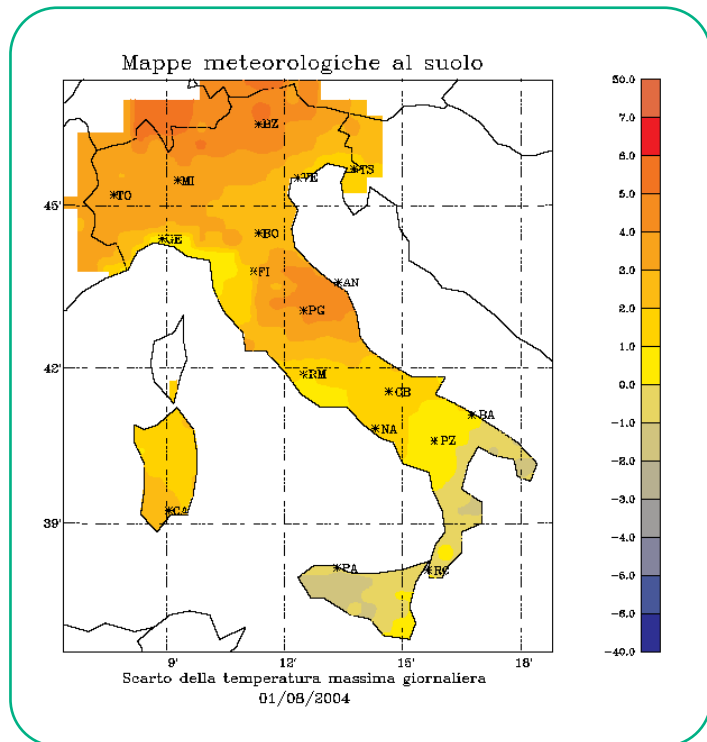 Mappe meteorologiche al suolo
50.0
7.0
6.0
5.0
4.0
3.0
2.0
1.0
0.0
-1.0
-2.0
-3.0
-4.0
-5.0
-6.0
-40.0
BZ
TS
VE
MI
TO
45'
BO
GE
FI
AN
PG
42'
RM
CB
BA
NA
PZ
CA
39'
PA
RC
9' 12' 15' 18'
Scarto della temperatura massima giornaliera
01/08/2004